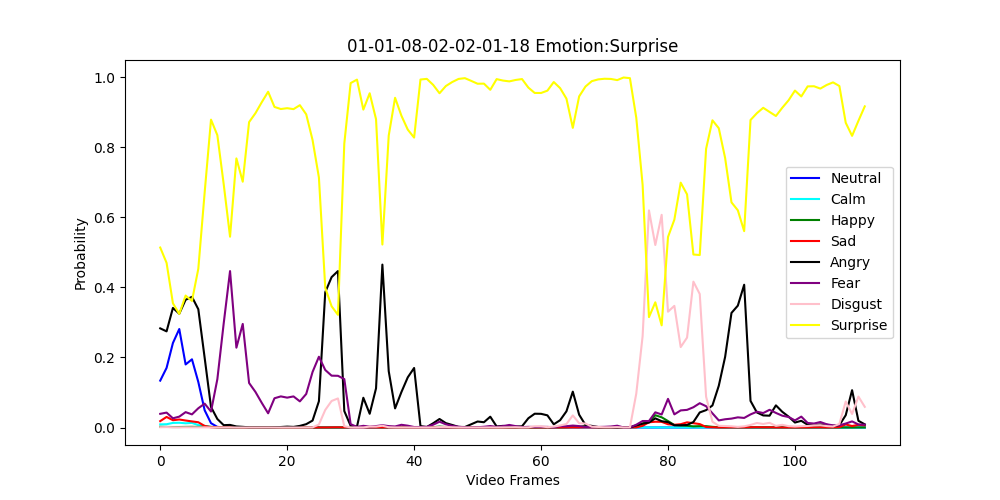 01-01-08-02-02-01-18 Emotion:Surprise
1.0
0.8
0.6
0.4
0.2
0.0
Probability
0 20 40 60 80 100
Video Frames
Neutral
Calm
Happy
Sad
Angry
Fear
Disgust
Surprise